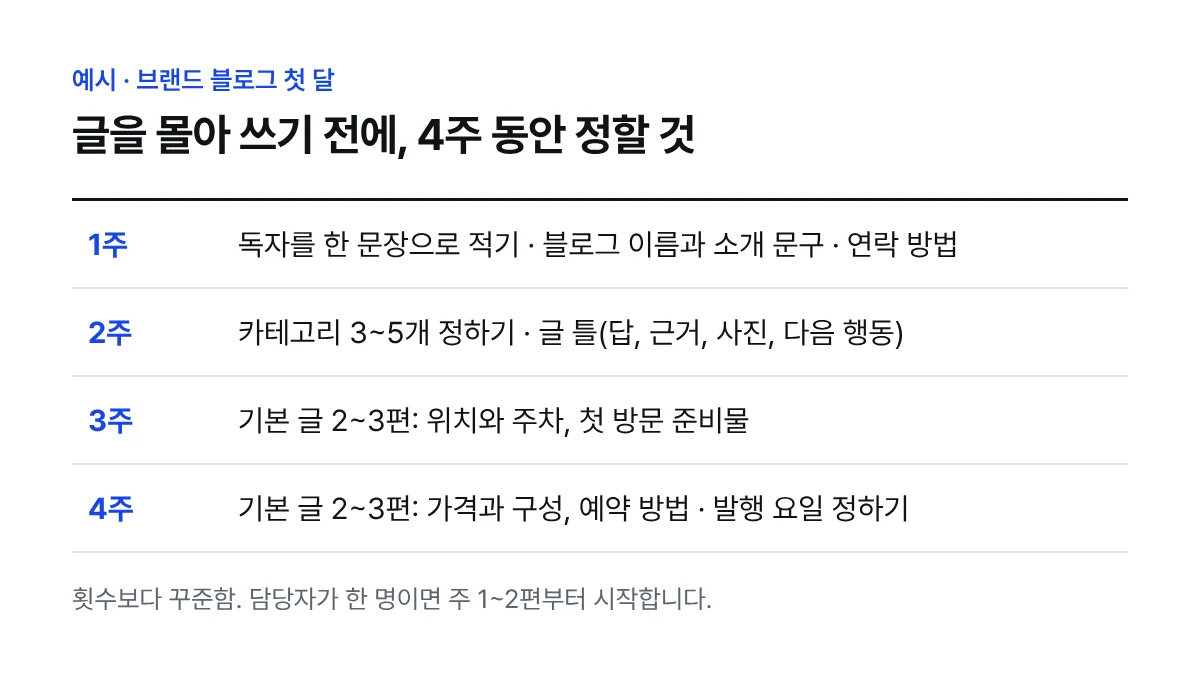 예시 · 브랜드 블로그 첫 달
글을 몰아 쓰기 전에, 4주 동안 정할 것
1주 독자를 한 문장으로 적기 · 블로그 이름과 소개 문구 · 연락 방법
2주 카테고리 3~5개 정하기 · 글 틀(답, 근거, 사진, 다음 행동)
3주 기본 글 2~3편: 위치와 주차, 첫 방문 준비물
4주 기본 글 2~3편: 가격과 구성, 예약 방법 · 발행 요일 정하기
횟수보다 꾸준함. 담당자가 한 명이면 주 1~2편부터 시작합니다.